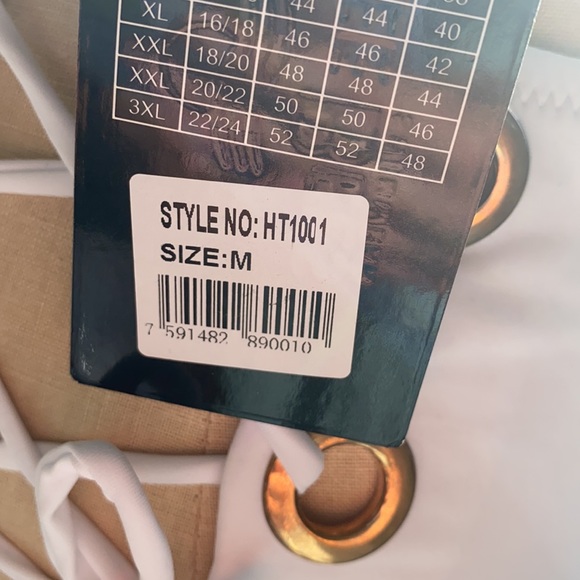 44 44
XL 16/18 46 46 40
XXL 18/20 48 48 42
XXL 20/22 50 50 44
3XL 22/24 52 52 46
48
STYLE NO: HT1001
SIZE:M
7 591482 890010